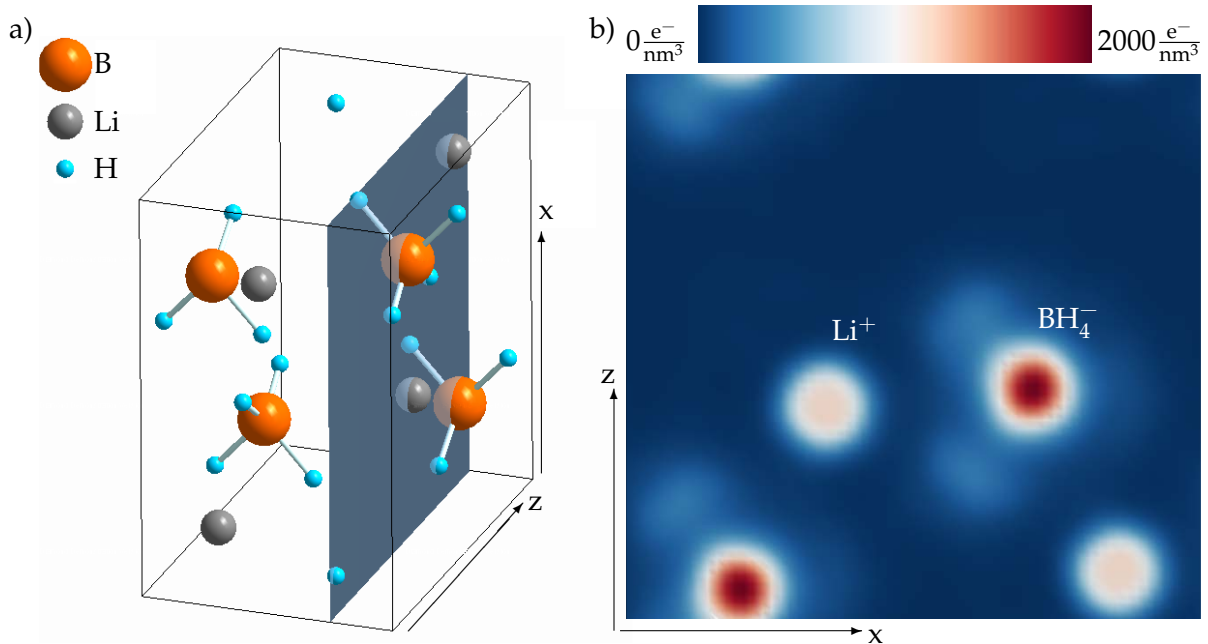 a)
B
Li
H
x
z
b)
0 e⁻/nm³
2000 e⁻/nm³
Li⁺
BH₄⁻
z
x